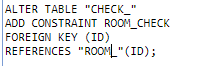 ALTER TABLE "CHECK_"
ADD CONSTRAINT ROOM_CHECK
FOREIGN KEY (ID)
REFERENCES "ROOM_"(ID);